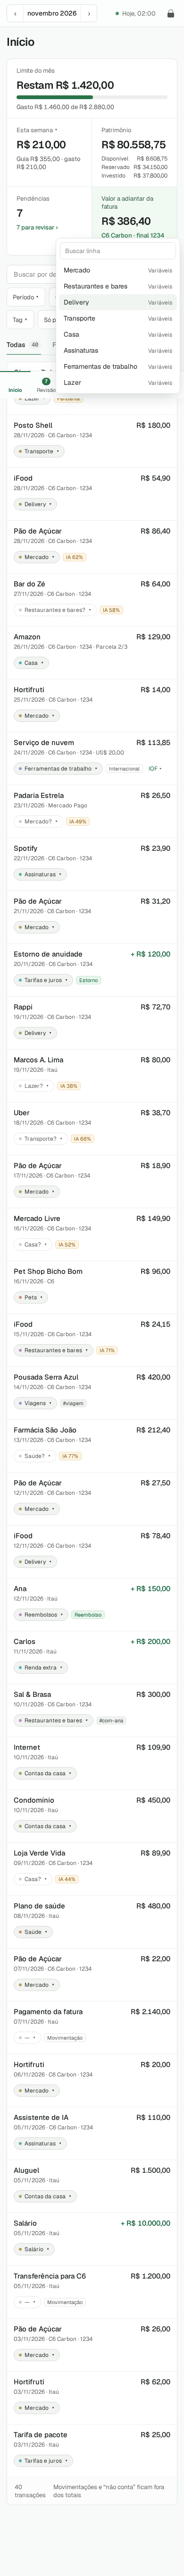 ‹ novembro 2026 › Hoje, 02:00
Início
Limite do mês
Restam R$ 1.420,00
Gasto R$ 1.460,00 de R$ 2.880,00
Esta semana
R$ 210,00
Guia R$ 355,00 · gasto
R$ 210,00
Patrimônio
R$ 80.558,75
Disponível R$ 8.608,75
Reservado R$ 34.150,00
Investido R$ 37.800,00
Pendências
7
7 para revisar ›
Valor a adiantar da
fatura
R$ 386,40
C6 Carbon · final 1234
Buscar linha
Mercado Variáveis
Restaurantes e bares Variáveis
Delivery Variáveis
Transporte Variáveis
Casa Variáveis
Assinaturas Variáveis
Ferramentas de trabalho Variáveis
Lazer Variáveis
Buscar por de
Período
Tag
Só p
Todas 40
Início
7
Revisão
Lazer
Posto Shell R$ 180,00
28/11/2026 · C6 Carbon · 1234
Transporte
iFood R$ 54,90
28/11/2026 · C6 Carbon · 1234
Delivery
Pão de Açúcar R$ 86,40
28/11/2026 · C6 Carbon · 1234
Mercado IA 62%
Bar do Zé R$ 64,00
27/11/2026 · C6 Carbon · 1234
Restaurantes e bares? IA 58%
Amazon R$ 129,00
26/11/2026 · C6 Carbon · 1234 · Parcela 2/3
Casa
Hortifruti R$ 14,00
25/11/2026 · C6 Carbon · 1234
Mercado
Serviço de nuvem R$ 113,85
24/11/2026 · C6 Carbon · 1234 · US$ 20,00
Ferramentas de trabalho Internacional IOF
Padaria Estrela R$ 26,50
23/11/2026 · Mercado Pago
Mercado? IA 49%
Spotify R$ 23,90
22/11/2026 · C6 Carbon · 1234
Assinaturas
Pão de Açúcar R$ 31,20
21/11/2026 · C6 Carbon · 1234
Mercado
Estorno de anuidade + R$ 120,00
20/11/2026 · C6 Carbon · 1234
Tarifas e juros Estorno
Rappi R$ 72,70
19/11/2026 · C6 Carbon · 1234
Delivery
Marcos A. Lima R$ 80,00
19/11/2026 · Itaú
Lazer? IA 38%
Uber R$ 38,70
18/11/2026 · C6 Carbon · 1234
Transporte? IA 66%
Pão de Açúcar R$ 18,90
17/11/2026 · C6 Carbon · 1234
Mercado
Mercado Livre R$ 149,90
16/11/2026 · C6 Carbon · 1234
Casa? IA 52%
Pet Shop Bicho Bom R$ 96,00
16/11/2026 · C6
Pets
iFood R$ 24,15
15/11/2026 · C6 Carbon · 1234
Restaurantes e bares IA 71%
Pousada Serra Azul R$ 420,00
14/11/2026 · C6 Carbon · 1234
Viagens #viagem
Farmácia São João R$ 212,40
13/11/2026 · C6 Carbon · 1234
Saúde? IA 77%
Pão de Açúcar R$ 27,50
12/11/2026 · C6 Carbon · 1234
Mercado
iFood R$ 78,40
12/11/2026 · C6 Carbon · 1234
Delivery
Ana + R$ 150,00
12/11/2026 · Itaú
Reembolsos Reembolso
Carlos + R$ 200,00
11/11/2026 · Itaú
Renda extra
Sal & Brasa R$ 300,00
10/11/2026 · C6 Carbon · 1234
Restaurantes e bares #com-ana
Internet R$ 109,90
10/11/2026 · Itaú
Contas da casa
Condomínio R$ 450,00
10/11/2026 · Itaú
Contas da casa
Loja Verde Vida R$ 89,90
09/11/2026 · C6 Carbon · 1234
Casa? IA 44%
Plano de saúde R$ 480,00
08/11/2026 · Itaú
Saúde
Pão de Açúcar R$ 22,00
07/11/2026 · C6 Carbon · 1234
Mercado
Pagamento da fatura R$ 2.140,00
07/11/2026 · Itaú
— Movimentação
Hortifruti R$ 20,00
06/11/2026 · C6 Carbon · 1234
Mercado
Assistente de IA R$ 110,00
05/11/2026 · C6 Carbon · 1234
Assinaturas
Aluguel R$ 1.500,00
05/11/2026 · Itaú
Contas da casa
Salário + R$ 10.000,00
05/11/2026 · Itaú
Salário
Transferência para C6 R$ 1.200,00
05/11/2026 · Itaú
— Movimentação
Pão de Açúcar R$ 26,00
03/11/2026 · C6 Carbon · 1234
Mercado
Hortifruti R$ 62,00
03/11/2026 · Itaú
Mercado
Tarifa de pacote R$ 25,00
03/11/2026 · Itaú
Tarifas e juros
40
transações
Movimentações e “não conta” ficam fora
dos totais